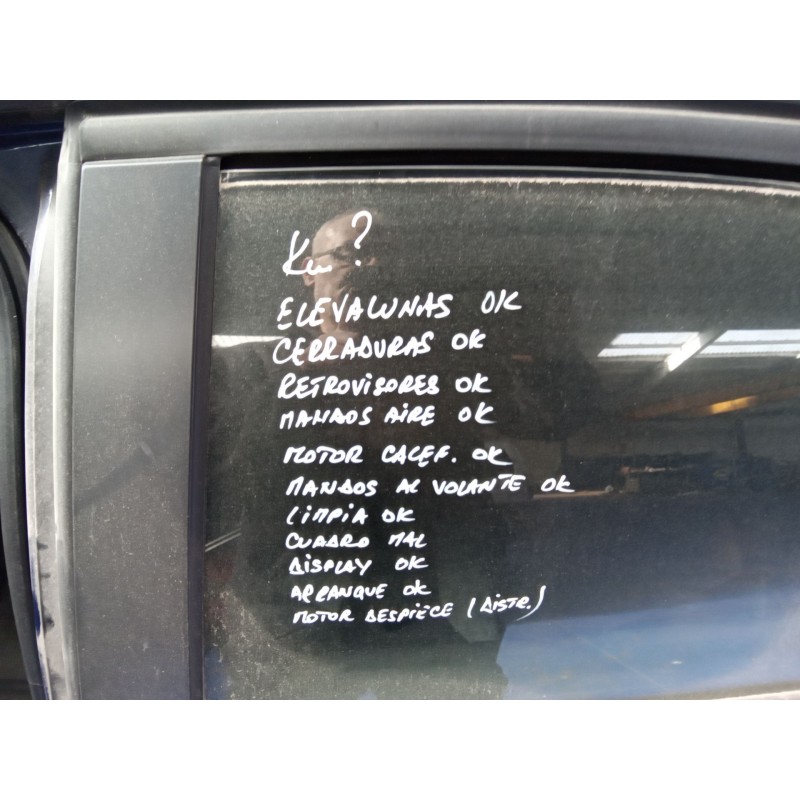 Km ?
ELEVALUNAS OK
CERRADURAS OK
RETROVISORES OK
MANDOS AIRE OK
MOTOR CALEF. OK
MANDOS AL VOLANTE OK
LIMPIA OK
CUADRO MAL
DISPLAY OK
ARRANQUE OK
MOTOR DESPIECE (DISTR.)